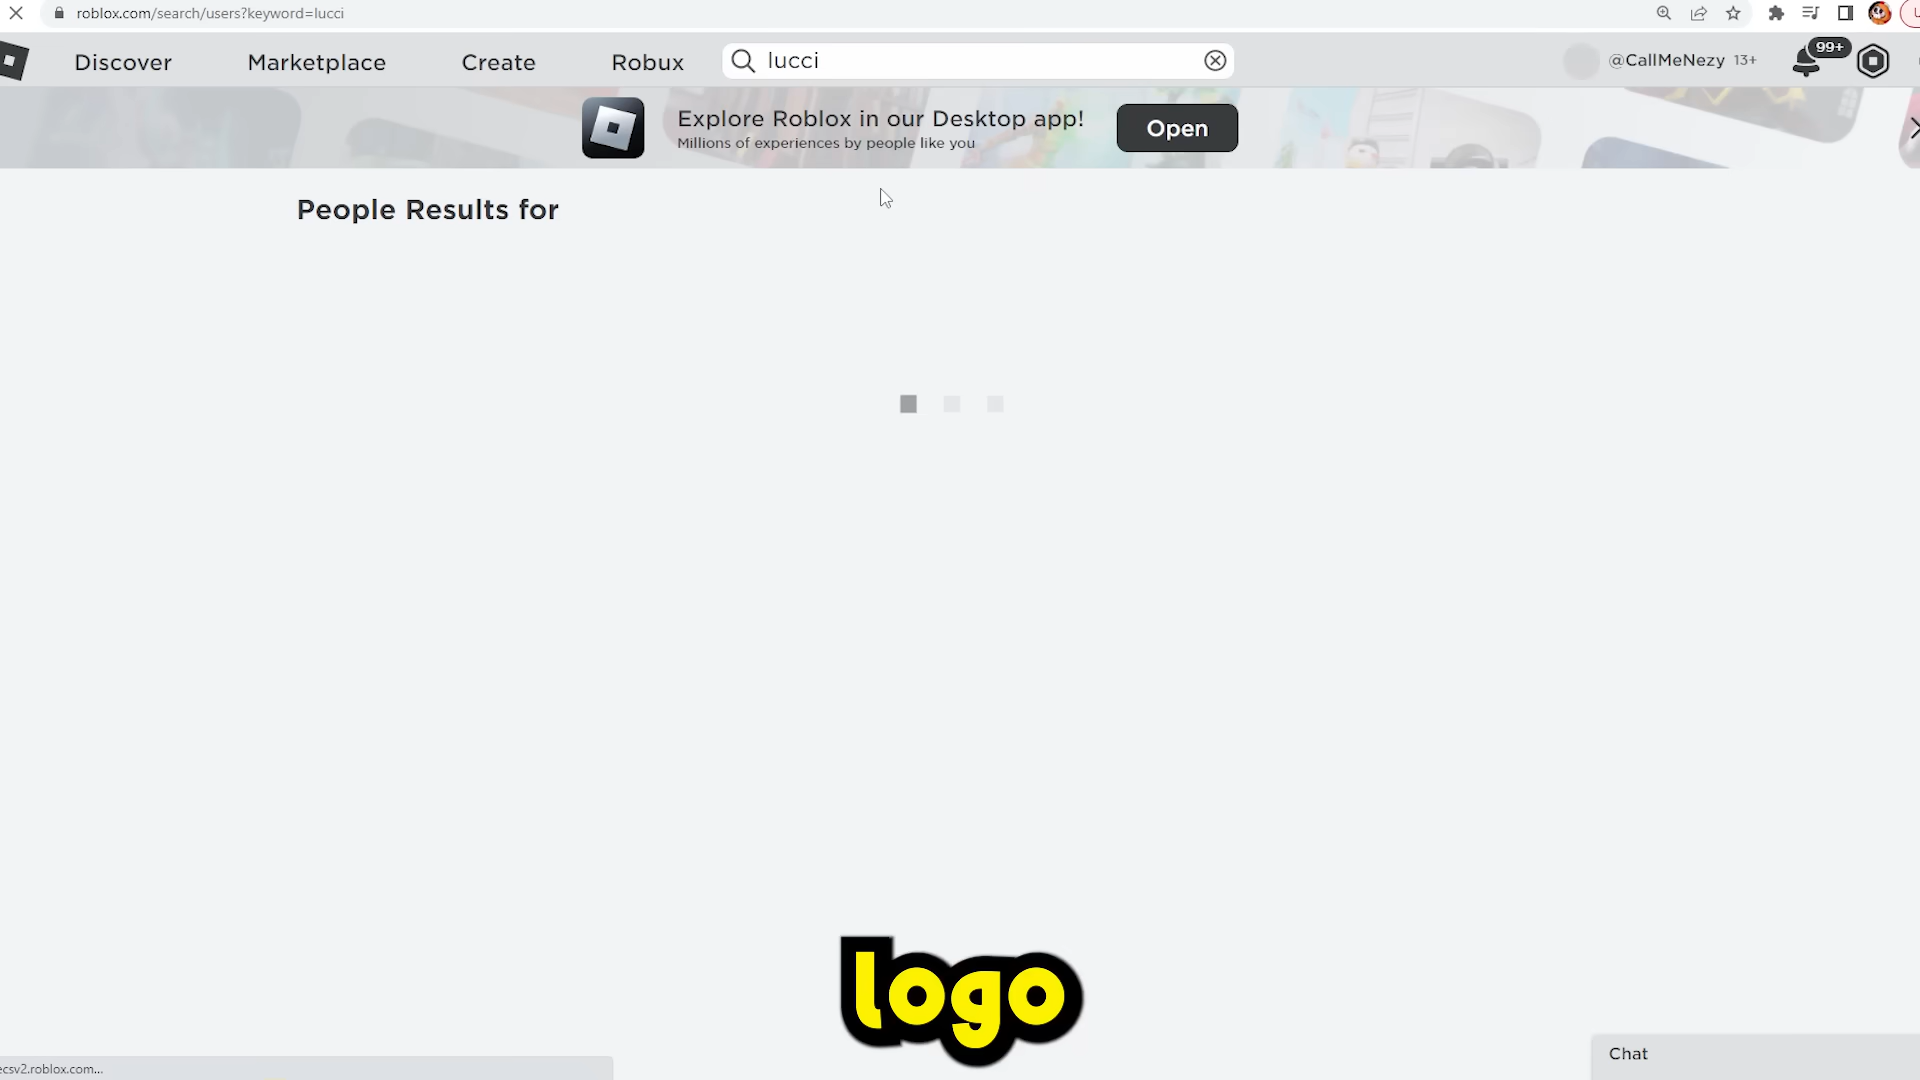 roblox.com/search/users?keyword=lucci
Discover
Marketplace
Create
Robux
lucci
@CallMeNezy 13+
99+
Explore Roblox in our Desktop app!
Millions of experiences by people like you
Open
People Results for
logo
Chat
ecsv2.roblox.com...